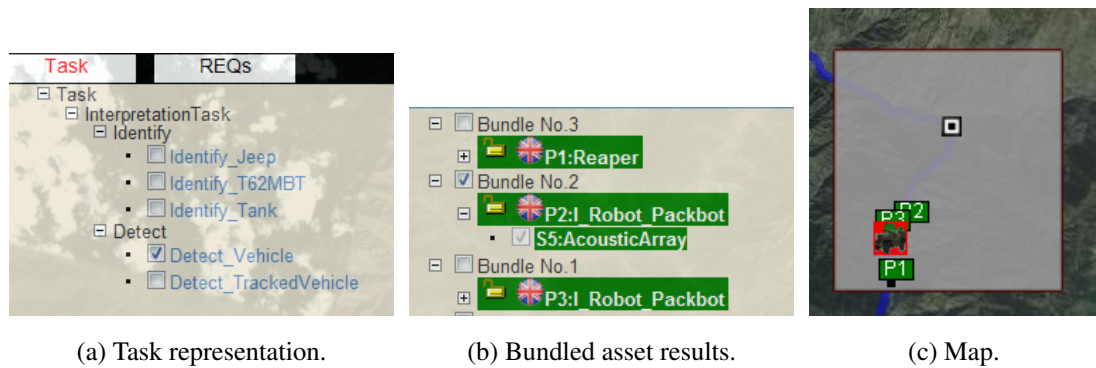 Task REQs
Task
InterpretationTask
Identify
Identify_Jeep
Identify_T62MBT
Identify_Tank
Detect
Detect_Vehicle
Detect_TrackedVehicle
(a) Task representation.
Bundle No.3
P1:Reaper
Bundle No.2
P2:I_Robot_Packbot
S5:AcousticArray
Bundle No.1
P3:I_Robot_Packbot
(b) Bundled asset results.
P2
P3
P1
(c) Map.